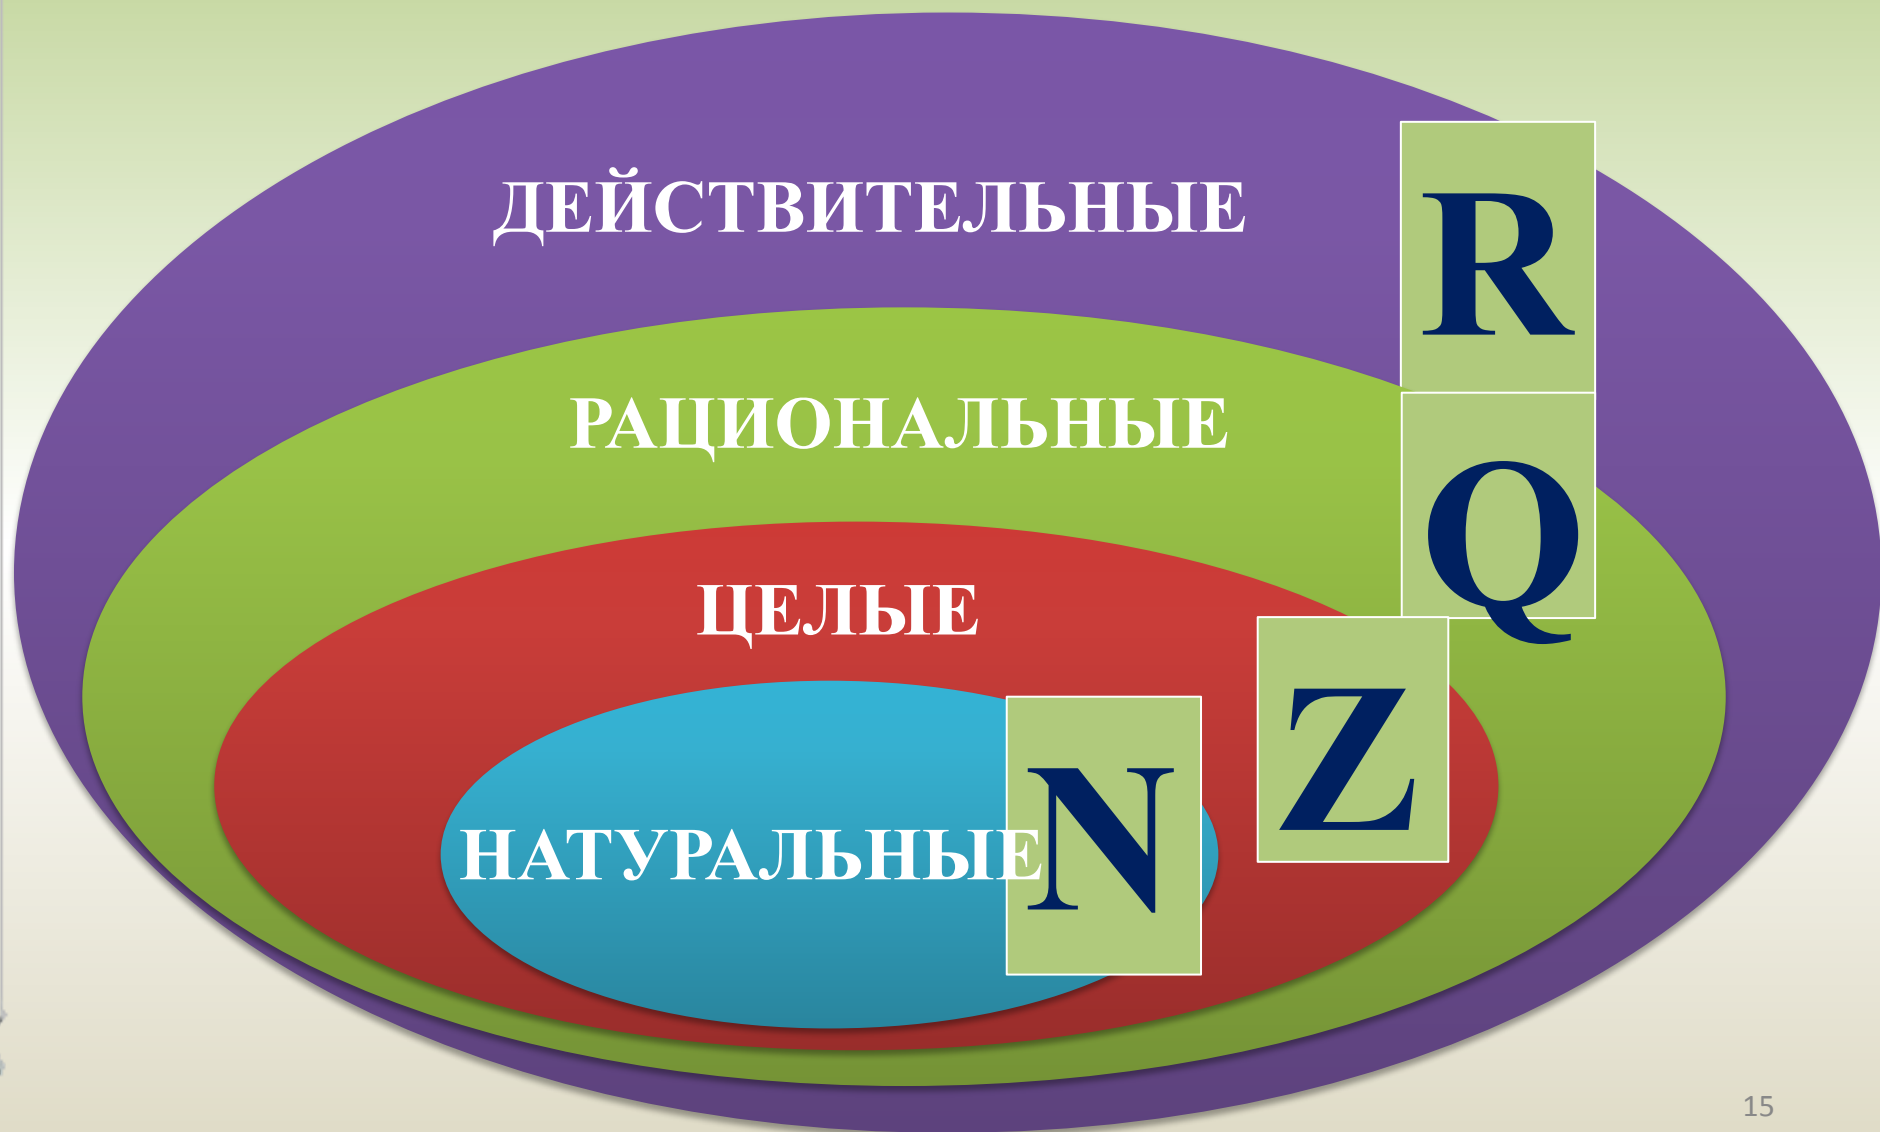 ДЕЙСТВИТЕЛЬНЫЕ
R
РАЦИОНАЛЬНЫЕ
Q
ЦЕЛЫЕ
Z
НАТУРАЛЬНЫЕ
N
15